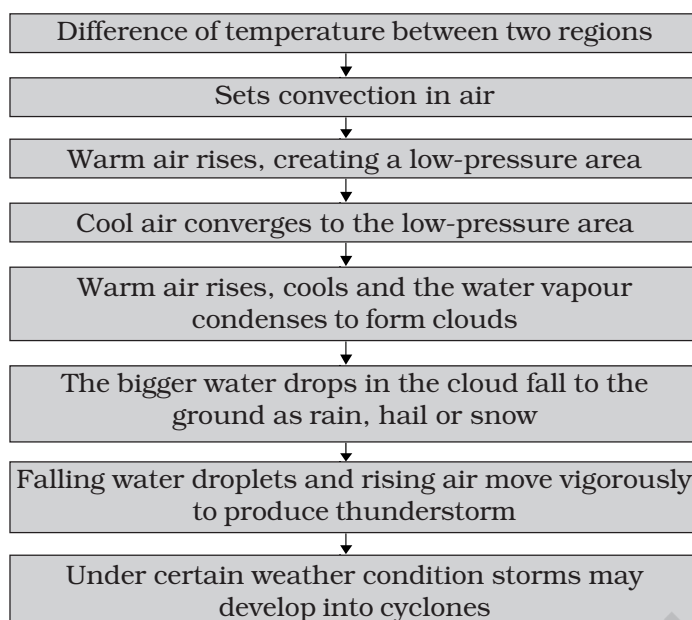 Difference of temperature between two regions
Sets convection in air
Warm air rises, creating a low-pressure area
Cool air converges to the low-pressure area
Warm air rises, cools and the water vapour
condenses to form clouds
The bigger water drops in the cloud fall to the
ground as rain, hail or snow
Falling water droplets and rising air move vigorously
to produce thunderstorm
Under certain weather condition storms may
develop into cyclones